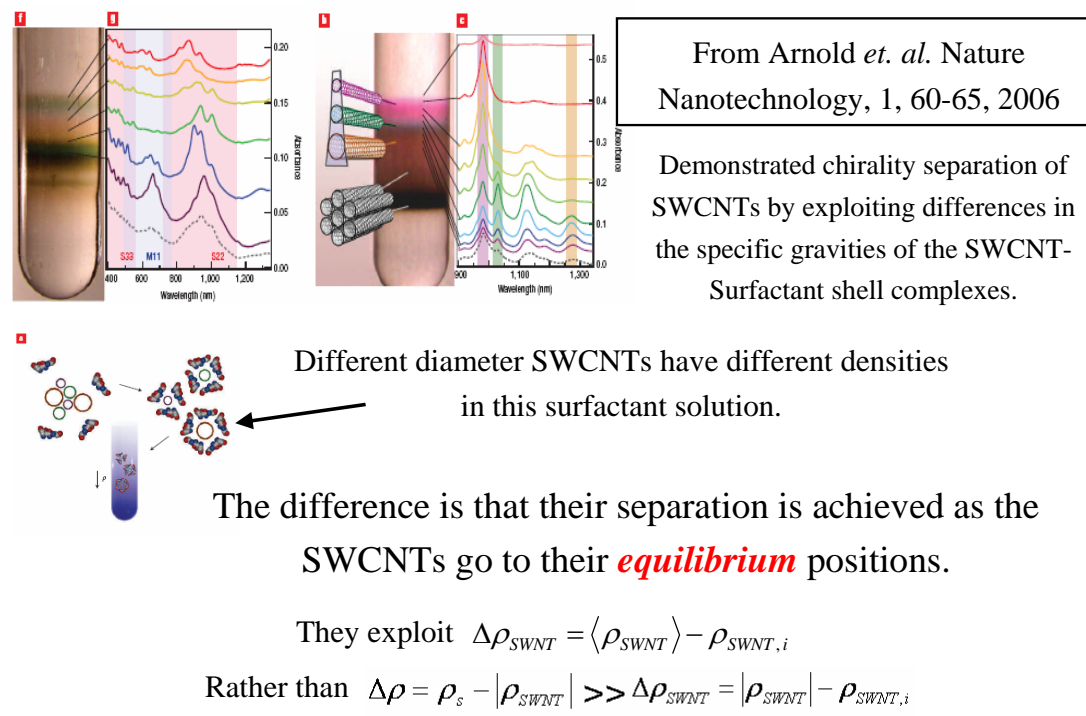 f
g
0.20
0.15
0.10
0.05
0.00
Absorbance
S33
M11
S22
400 600 800 1,000 1,200
Wavelength (nm)
b
c
0.5
0.4
0.3
0.2
0.1
0.0
Absorbance
900 1,100 1,300
Wavelength (nm)
From Arnold et. al. Nature
Nanotechnology, 1, 60-65, 2006
Demonstrated chirality separation of
SWCNTs by exploiting differences in
the specific gravities of the SWCNT-
Surfactant shell complexes.
a
ρ
Different diameter SWCNTs have different densities
in this surfactant solution.
The difference is that their separation is achieved as the
SWCNTs go to their equilibrium positions.
They exploit Δρ_SWNT = ⟨ρ_SWNT⟩ − ρ_SWNT,i
Rather than Δρ = ρ_s − |ρ_SWNT| >> Δρ_SWNT = |ρ_SWNT| − ρ_SWNT,i